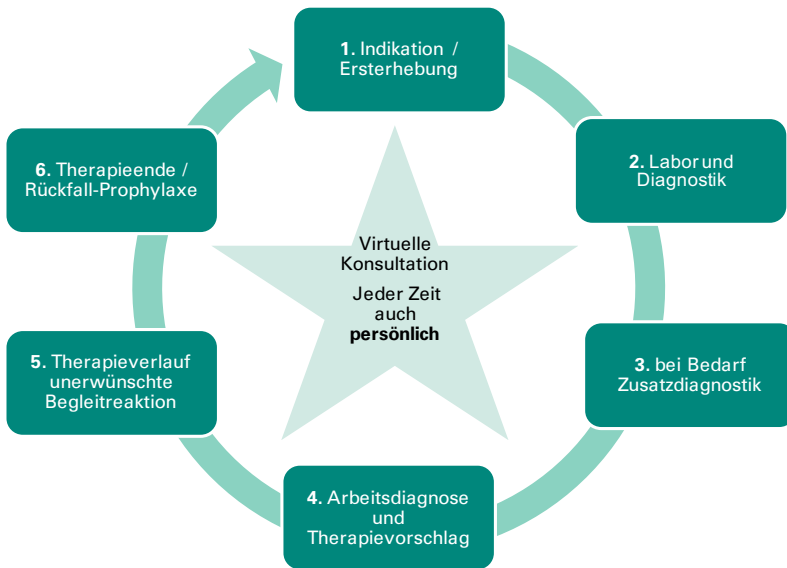 1. Indikation /
Ersterhebung
2. Labor und
Diagnostik
3. bei Bedarf
Zusatzdiagnostik
4. Arbeitsdiagnose
und
Therapievorschlag
5. Therapieverlauf
unerwünschte
Begleitreaktion
6. Therapieende /
Rückfall-Prophylaxe
Virtuelle
Konsultation
Jeder Zeit
auch
persönlich